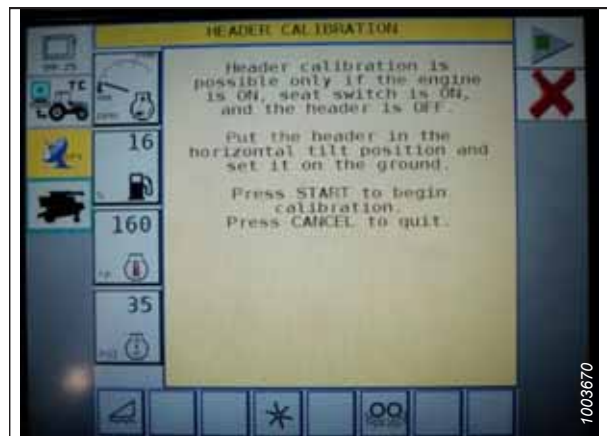 HEADER CALIBRATION
Header calibration is
possible only if the engine
is ON, seat switch is ON,
and the header is OFF.
Put the header in the
horizontal tilt position and
set it on the ground.
Press START to begin
calibration.
Press CANCEL to quit.
TC
16
160
35
1003670